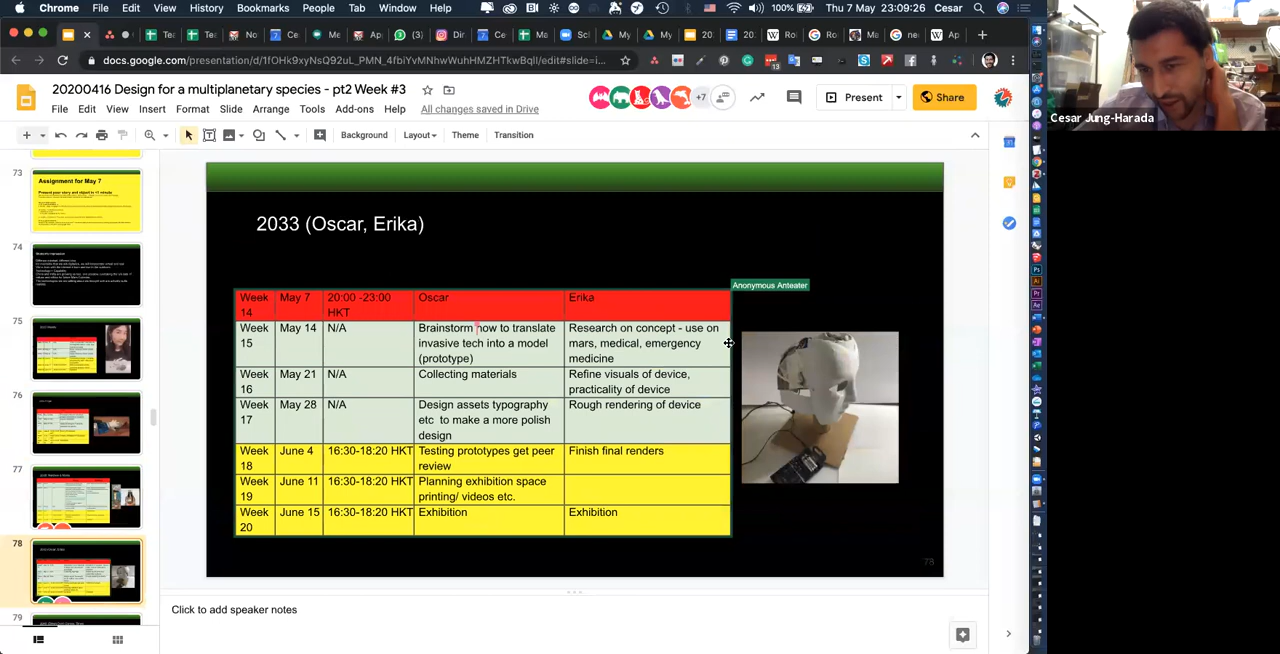 Chrome File Edit View History Bookmarks People Tab Window Help 100% Thu 7 May 23:09:26 Cesar
docs.google.com/presentation/d/1fOHk9xyNsQ92uL_PMN_4fbiYvMNhwWuhHMZHTkwBqlI/edit#slide=i...
20200416 Design for a multiplanetary species - pt2 Week #3
+7
Present
Share
File Edit View Insert Format Slide Arrange Tools Add-ons Help All changes saved in Drive
Background Layout Theme Transition
Cesar Jung-Harada
73
Assignment for May 7
74
75
76
77
78
79
2033 (Oscar, Erika)
Anonymous Anteater
Week 14 May 7 20:00 -23:00 HKT Oscar Erika
Week 15 May 14 N/A Brainstorm how to translate invasive tech into a model (prototype) Research on concept - use on mars, medical, emergency medicine
Week 16 May 21 N/A Collecting materials Refine visuals of device, practicality of device
Week 17 May 28 N/A Design asset typgraphy etc to make a more polish design Rough rendering of device
Week 18 June 4 16:30-18:20 HKT Testing prototypes get peer review Finish final renders
Week 19 June 11 16:30-18:20 HKT Planning exhibition space printing/ videos etc.
Week 20 June 15 16:30-18:20 HKT Exhibition Exhibition
78
Click to add speaker notes